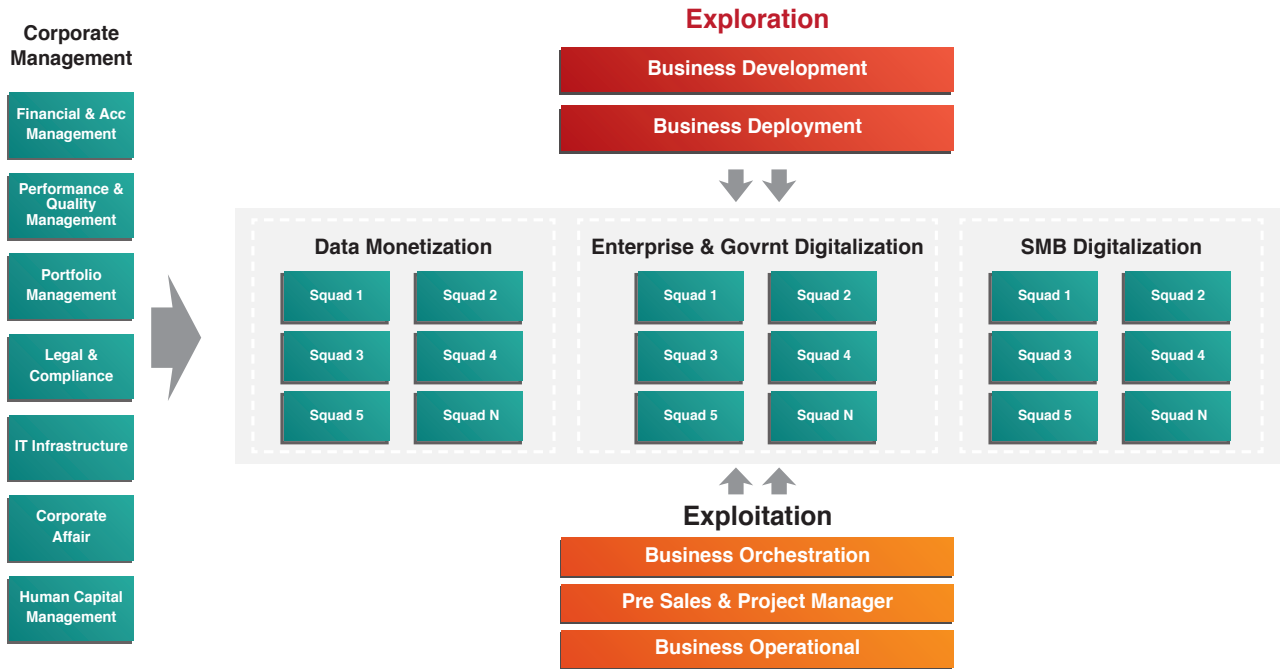 Corporate
Management
Financial & Acc
Management
Performance &
Quality
Management
Portfolio
Management
Legal &
Compliance
IT Infrastructure
Corporate
Affair
Human Capital
Management
Exploration
Business Development
Business Deployment
Data Monetization
Squad 1
Squad 2
Squad 3
Squad 4
Squad 5
Squad N
Enterprise & Govrnt Digitalization
Squad 1
Squad 2
Squad 3
Squad 4
Squad 5
Squad N
SMB Digitalization
Squad 1
Squad 2
Squad 3
Squad 4
Squad 5
Squad N
Exploitation
Business Orchestration
Pre Sales & Project Manager
Business Operational